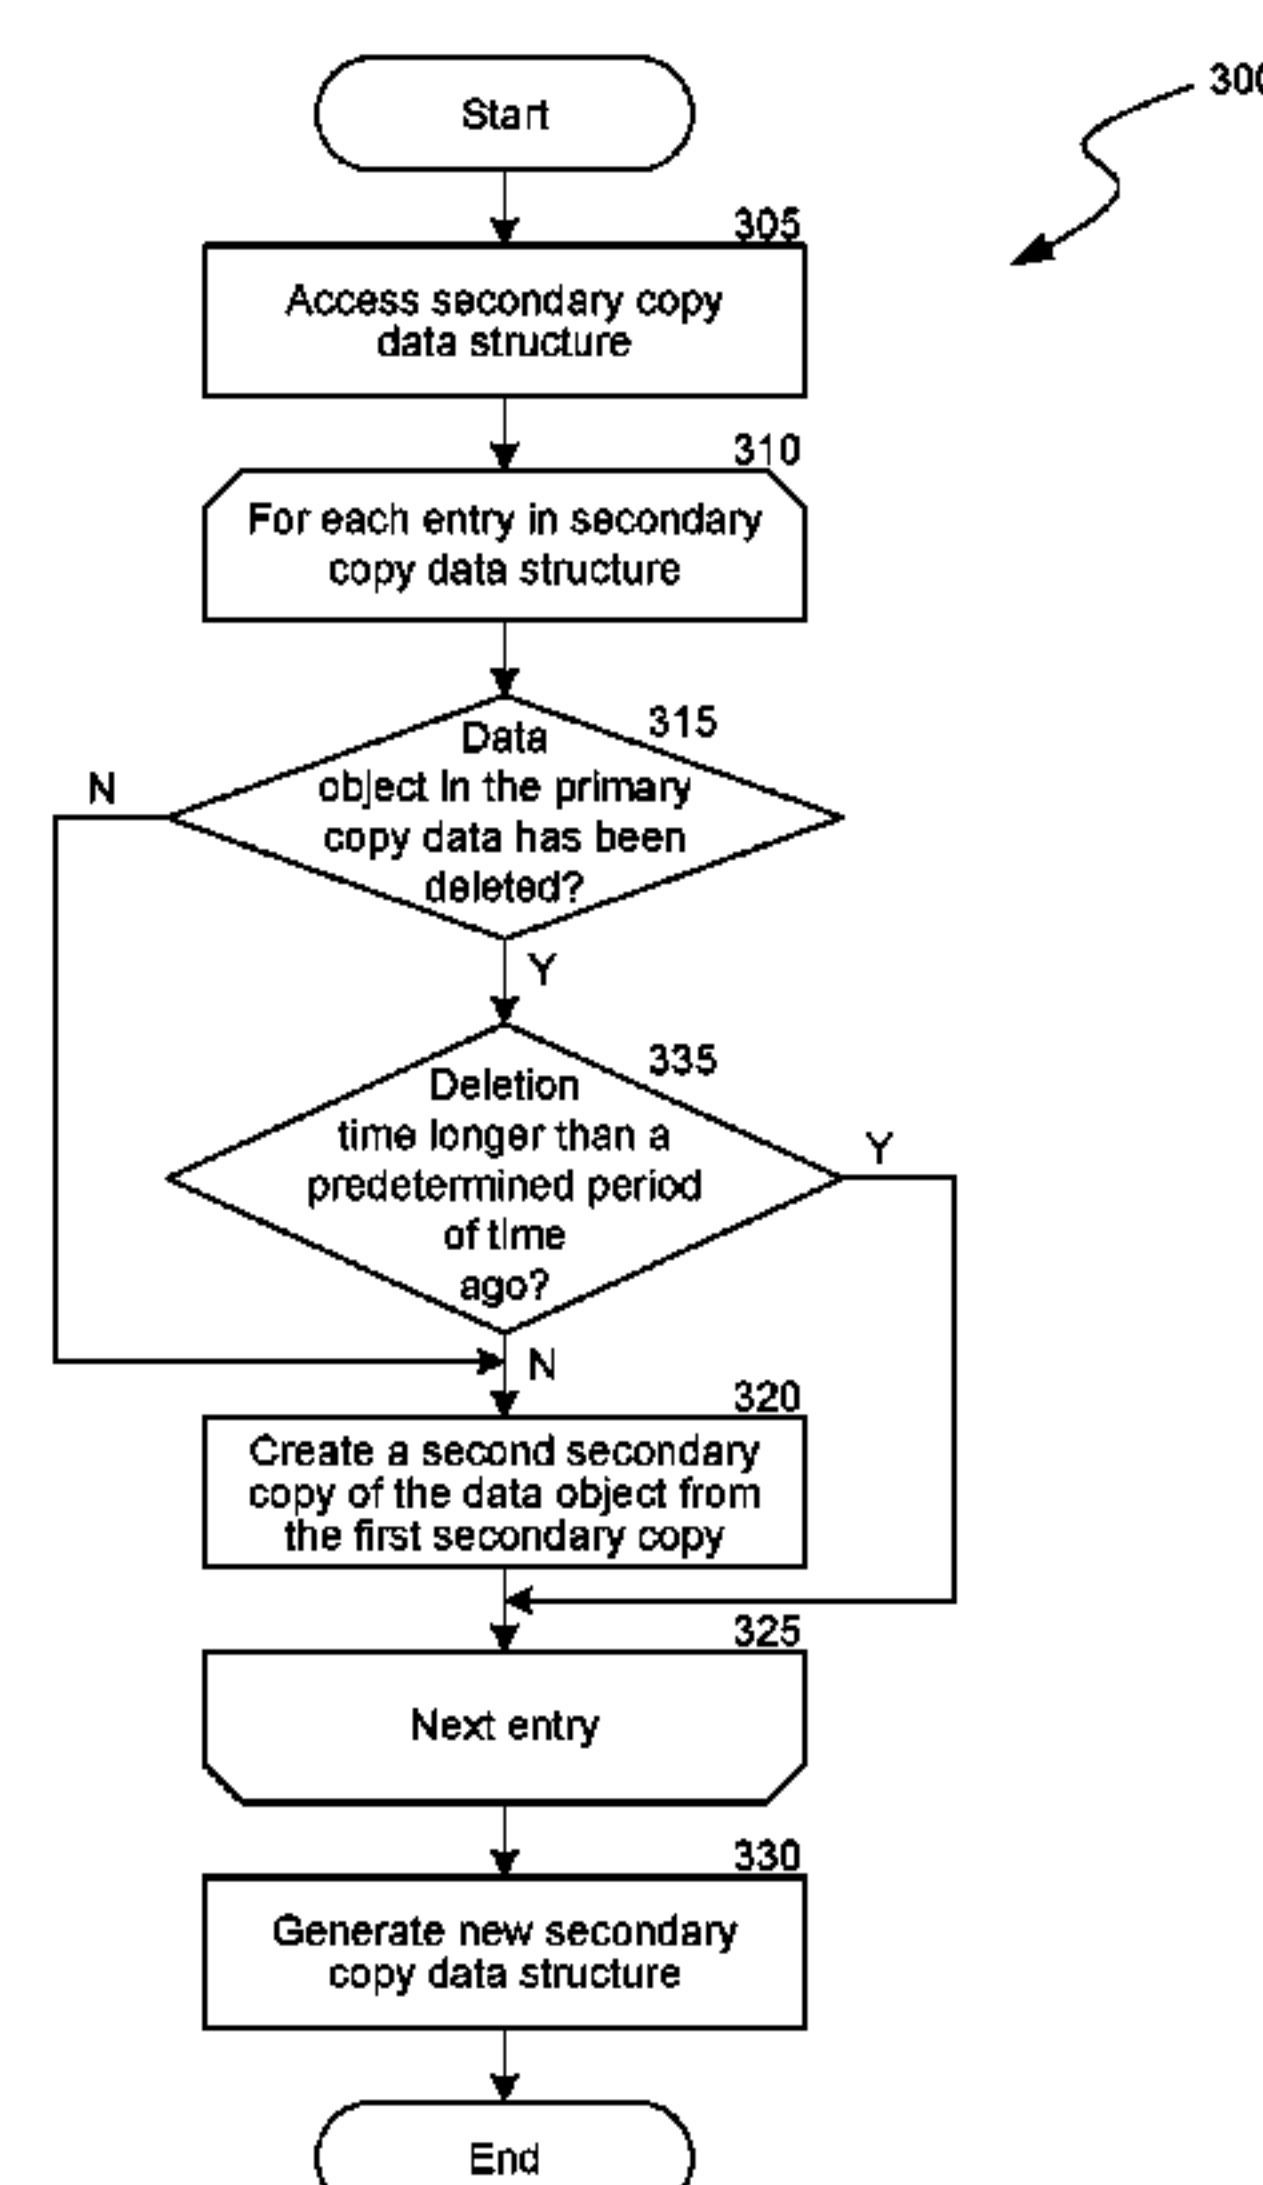 Start
300
305
Access secondary copy
data structure
310
For each entry in secondary
copy data structure
315
Data
object in the primary
copy data has been
deleted?
N
Y
335
Deletion
time longer than a
predetermined period
of time
ago?
Y
N
320
Create a second secondary
copy of the data object from
the first secondary copy
325
Next entry
330
Generate new secondary
copy data structure
End